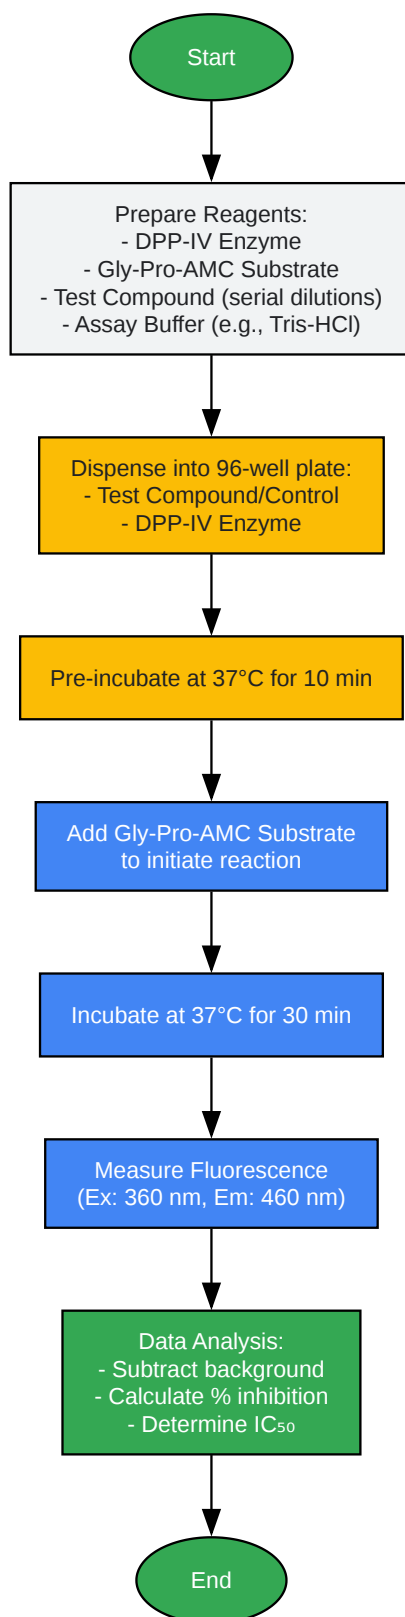 Start
Prepare Reagents:
- DPP-IV Enzyme
- Gly-Pro-AMC Substrate
- Test Compound (serial dilutions)
- Assay Buffer (e.g., Tris-HCl)
Dispense into 96-well plate:
- Test Compound/Control
- DPP-IV Enzyme
Pre-incubate at 37°C for 10 min
Add Gly-Pro-AMC Substrate
to initiate reaction
Incubate at 37°C for 30 min
Measure Fluorescence
(Ex: 360 nm, Em: 460 nm)
Data Analysis:
- Subtract background
- Calculate % inhibition
- Determine IC₅₀
End